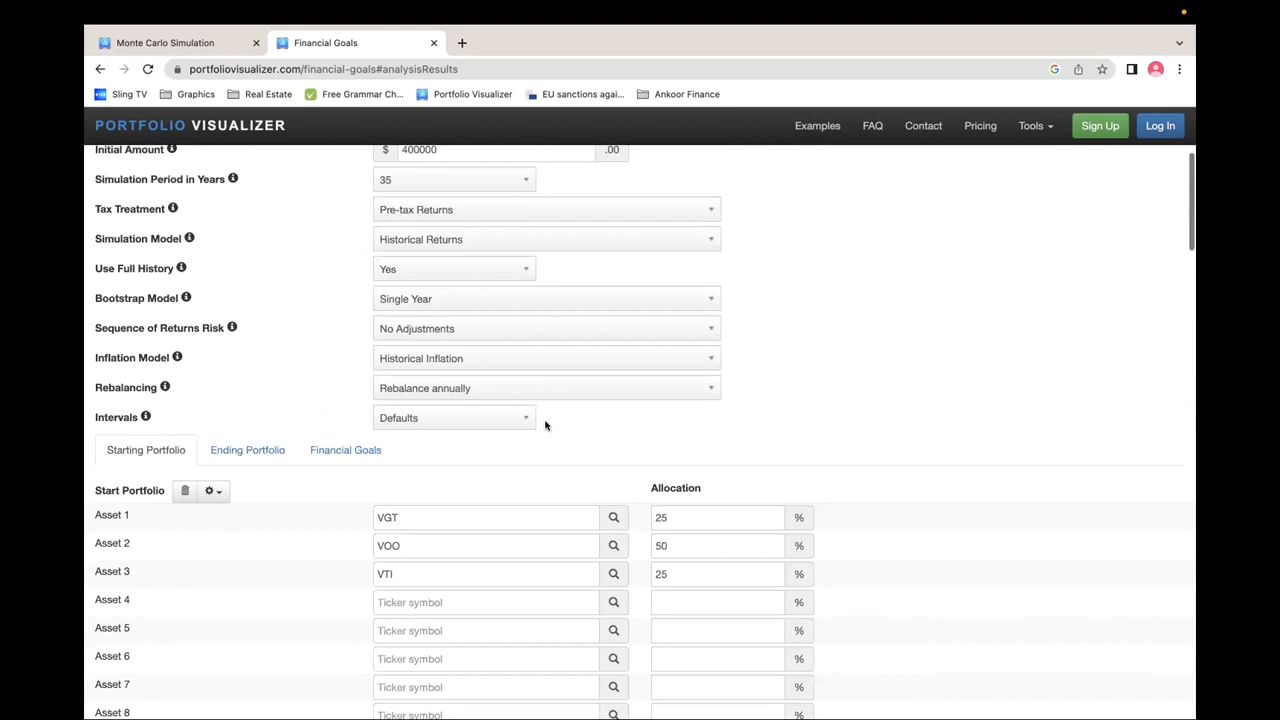 Monte Carlo Simulation
Financial Goals
portfoliovisualizer.com/financial-goals#analysisResults
Sling TV Graphics Real Estate Free Grammar Ch... Portfolio Visualizer EU sanctions agai... Ankoor Finance
PORTFOLIO VISUALIZER Examples FAQ Contact Pricing Tools Sign Up Log In
Initial Amount $ 400000 .00
Simulation Period in Years 35
Tax Treatment Pre-tax Returns
Simulation Model Historical Returns
Use Full History Yes
Bootstrap Model Single Year
Sequence of Returns Risk No Adjustments
Inflation Model Historical Inflation
Rebalancing Rebalance annually
Intervals Defaults
Starting Portfolio Ending Portfolio Financial Goals
Start Portfolio Allocation
Asset 1 VGT 25 %
Asset 2 VOO 50 %
Asset 3 VTI 25 %
Asset 4 Ticker symbol %
Asset 5 Ticker symbol %
Asset 6 Ticker symbol %
Asset 7 Ticker symbol %
Asset 8 Ticker symbol %